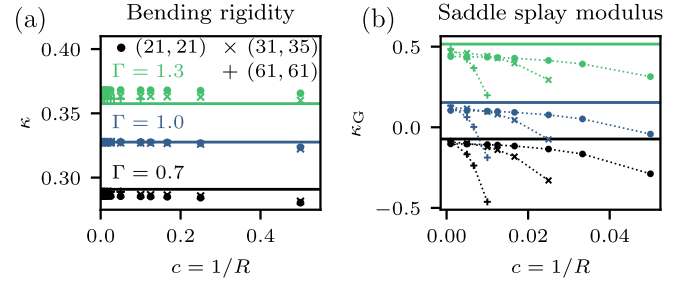 (a)
Bending rigidity
0.40
0.35
0.30
κ
● (21, 21) × (31, 35)
+ (61, 61)
Γ = 1.3
Γ = 1.0
Γ = 0.7
0.0 0.2 0.4
c = 1/R
(b)
Saddle splay modulus
0.5
0.0
−0.5
κG
0.00 0.02 0.04
c = 1/R